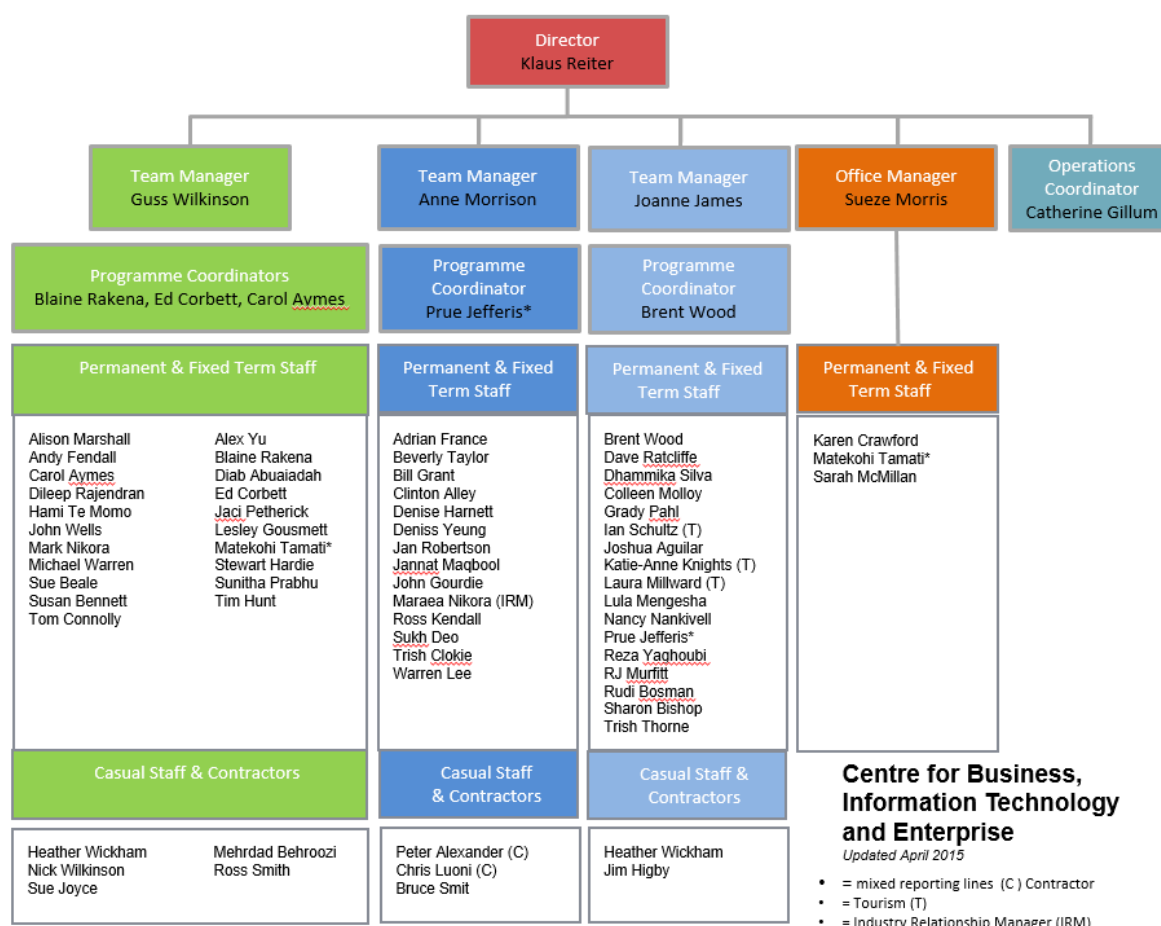 Director
Klaus Reiter
Team Manager
Guss Wilkinson
Team Manager
Anne Morrison
Team Manager
Joanne James
Office Manager
Sueze Morris
Operations
Coordinator
Catherine Gillum
Programme Coordinators
Blaine Rakena, Ed Corbett, Carol Aymes
Programme
Coordinator
Prue Jefferis*
Programme
Coordinator
Brent Wood
Permanent & Fixed Term Staff
Permanent & Fixed
Term Staff
Permanent & Fixed
Term Staff
Permanent & Fixed
Term Staff
Alison Marshall
Andy Fendall
Carol Aymes
Dileep Rajendran
Hami Te Momo
John Wells
Mark Nikora
Michael Warren
Sue Beale
Susan Bennett
Tom Connolly
Alex Yu
Blaine Rakena
Diab Abuaiadah
Ed Corbett
Jaci Petherick
Lesley Gousmett
Matekohi Tamati*
Stewart Hardie
Sunitha Prabhu
Tim Hunt
Adrian France
Beverly Taylor
Bill Grant
Clinton Alley
Denise Harnett
Deniss Yeung
Jan Robertson
Jannat Maqbool
John Gourdie
Maraea Nikora (IRM)
Ross Kendall
Sukh Deo
Trish Clokie
Warren Lee
Brent Wood
Dave Ratcliffe
Dhammika Silva
Colleen Molloy
Grady Pahl
Ian Schultz (T)
Joshua Aguilar
Katie-Anne Knights (T)
Laura Millward (T)
Lula Mengesha
Nancy Nankivell
Prue Jefferis*
Reza Yaghoubi
RJ Murfitt
Rudi Bosman
Sharon Bishop
Trish Thorne
Karen Crawford
Matekohi Tamati*
Sarah McMillan
Casual Staff & Contractors
Casual Staff
& Contractors
Casual Staff &
Contractors
Heather Wickham
Nick Wilkinson
Sue Joyce
Mehrdad Behroozi
Ross Smith
Peter Alexander (C)
Chris Luoni (C)
Bruce Smit
Heather Wickham
Jim Higby
Centre for Business,
Information Technology
and Enterprise
Updated April 2015
• = mixed reporting lines (C ) Contractor
• = Tourism (T)
• = Industry Relationship Manager (IRM)